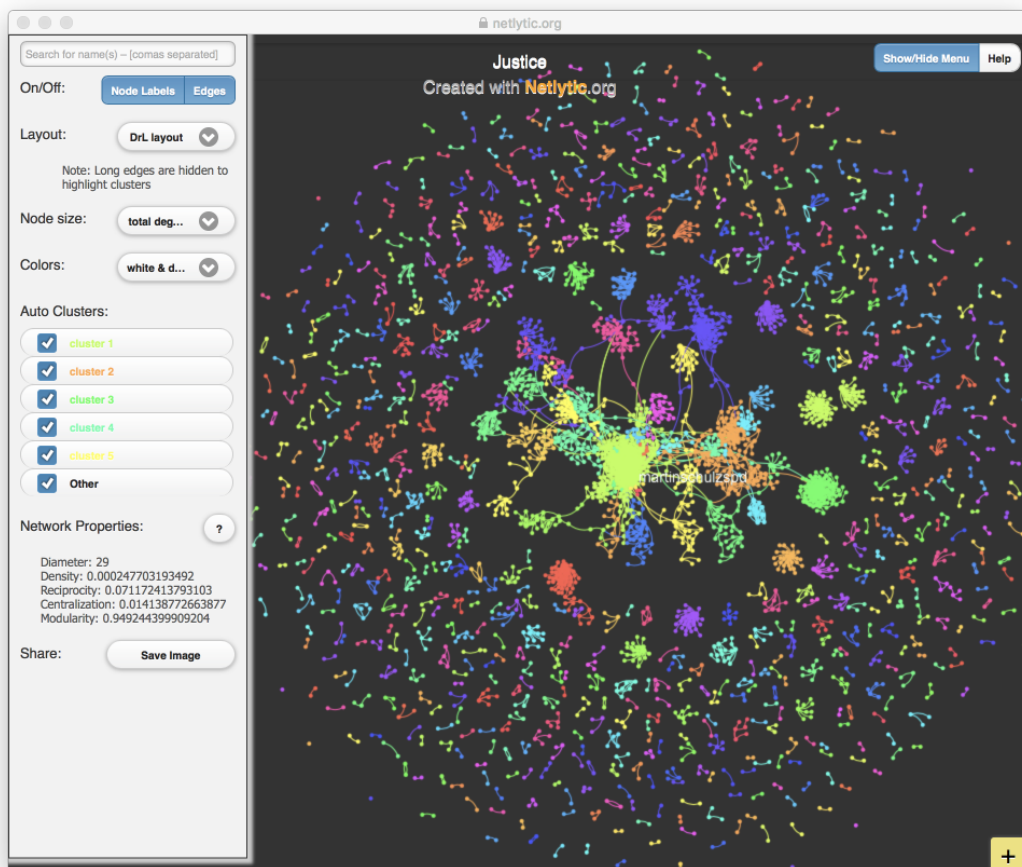 netlytic.org
Search for name(s) – [comas separated]
On/Off:
Node Labels
Edges
Layout:
DrL layout
Note: Long edges are hidden to
highlight clusters
Node size:
total deg...
Colors:
white & d...
Auto Clusters:
cluster 1
cluster 2
cluster 3
cluster 4
cluster 5
Other
Network Properties:
?
Diameter: 29
Density: 0.000247703193492
Reciprocity: 0.071172413793103
Centralization: 0.014138772663877
Modularity: 0.949244399909204
Share:
Save Image
Justice
Created with Netlytic.org
Show/Hide Menu
Help
martinschulzspd
+